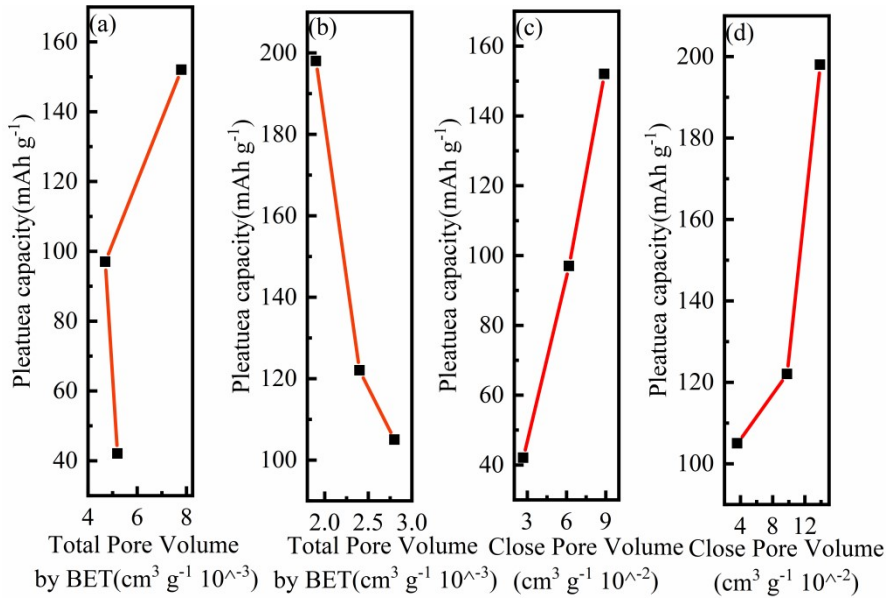 (a)
Pleatuea capacity(mAh g-1)
160
140
120
100
80
60
40
4 6 8
Total Pore Volume
by BET(cm3 g-1 10^-3)
(b)
Pleatuea capacity(mAh g-1)
200
180
160
140
120
100
2.0 2.5 3.0
Total Pore Volume
by BET(cm3 g-1 10^-3)
(c)
Pleatuea capacity(mAh g-1)
160
140
120
100
80
60
40
3 6 9
Close Pore Volume
(cm3 g-1 10^-2)
(d)
Pleatuea capacity(mAh g-1)
200
180
160
140
120
100
4 8 12
Close Pore Volume
(cm3 g-1 10^-2)